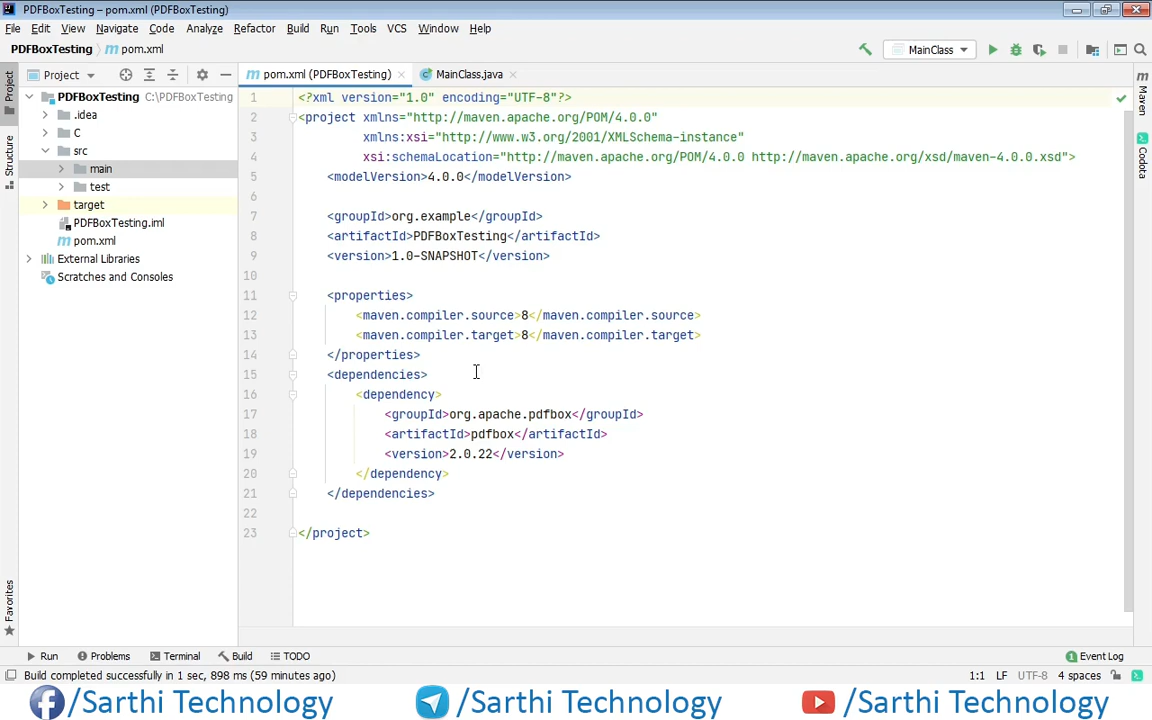 PDFBoxTesting – pom.xml (PDFBoxTesting)
File Edit View Navigate Code Analyze Refactor Build Run Tools VCS Window Help
PDFBoxTesting pom.xml MainClass
Project pom.xml (PDFBoxTesting) MainClass.java
Project
Structure
Favorites
PDFBoxTesting C:\PDFBoxTesting
.idea
C
src
main
test
target
PDFBoxTesting.iml
pom.xml
External Libraries
Scratches and Consoles
1 <?xml version="1.0" encoding="UTF-8"?>
2 <project xmlns="http://maven.apache.org/POM/4.0.0"
3 xmlns:xsi="http://www.w3.org/2001/XMLSchema-instance"
4 xsi:schemaLocation="http://maven.apache.org/POM/4.0.0 http://maven.apache.org/xsd/maven-4.0.0.xsd">
5 <modelVersion>4.0.0</modelVersion>
6
7 <groupId>org.example</groupId>
8 <artifactId>PDFBoxTesting</artifactId>
9 <version>1.0-SNAPSHOT</version>
10
11 <properties>
12 <maven.compiler.source>8</maven.compiler.source>
13 <maven.compiler.target>8</maven.compiler.target>
14 </properties>
15 <dependencies>
16 <dependency>
17 <groupId>org.apache.pdfbox</groupId>
18 <artifactId>pdfbox</artifactId>
19 <version>2.0.22</version>
20 </dependency>
21 </dependencies>
22
23 </project>
m Maven
Codota
Run Problems Terminal Build TODO 1 Event Log
Build completed successfully in 1 sec, 898 ms (59 minutes ago) 1:1 LF UTF-8 4 spaces
/Sarthi Technology /Sarthi Technology /Sarthi Technology